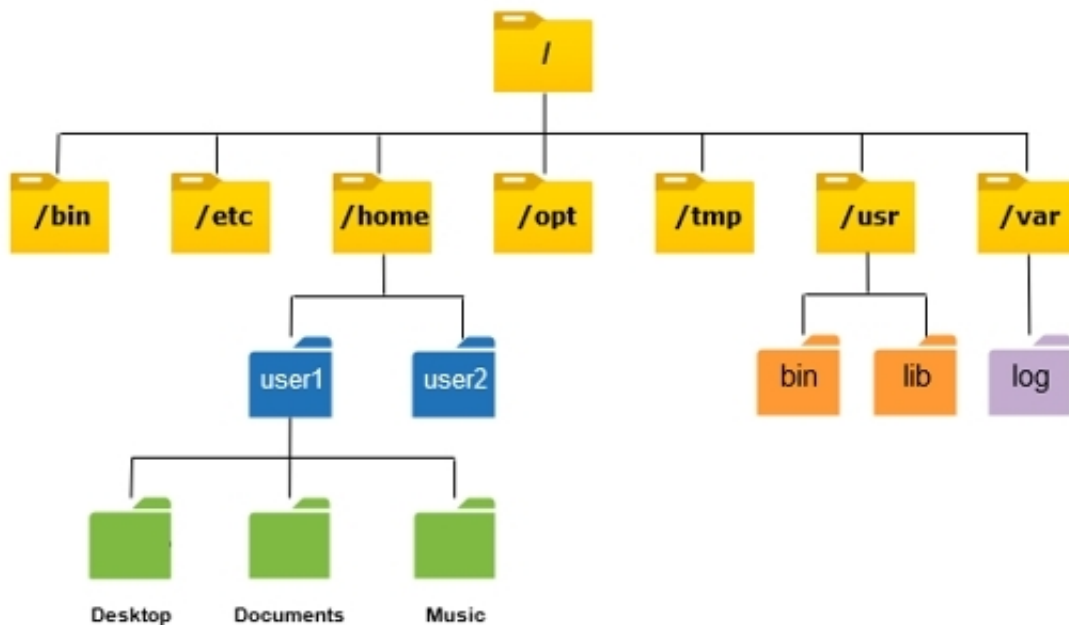 /
/bin /etc /home /opt /tmp /usr /var
user1 user2 bin lib log
Desktop Documents Music